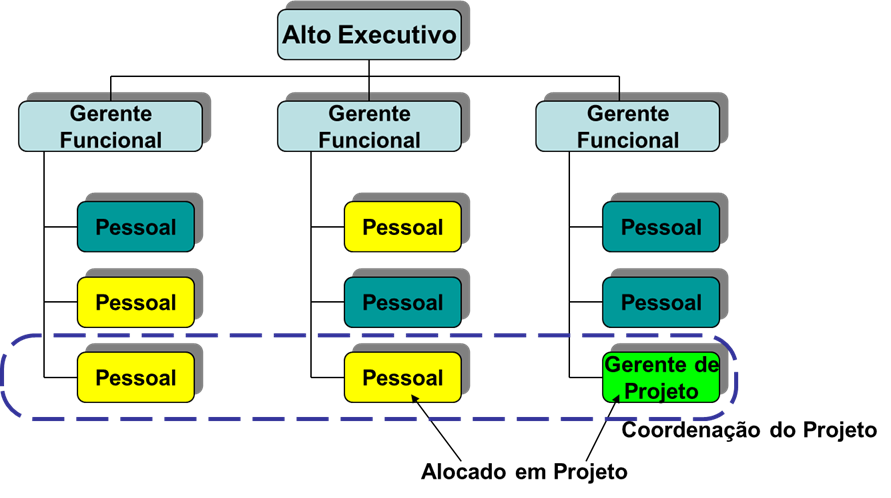 Alto Executivo
Gerente
Funcional
Gerente
Funcional
Gerente
Funcional
Pessoal
Pessoal
Pessoal
Pessoal
Pessoal
Pessoal
Pessoal
Pessoal
Gerente de
Projeto
Coordenação do Projeto
Alocado em Projeto